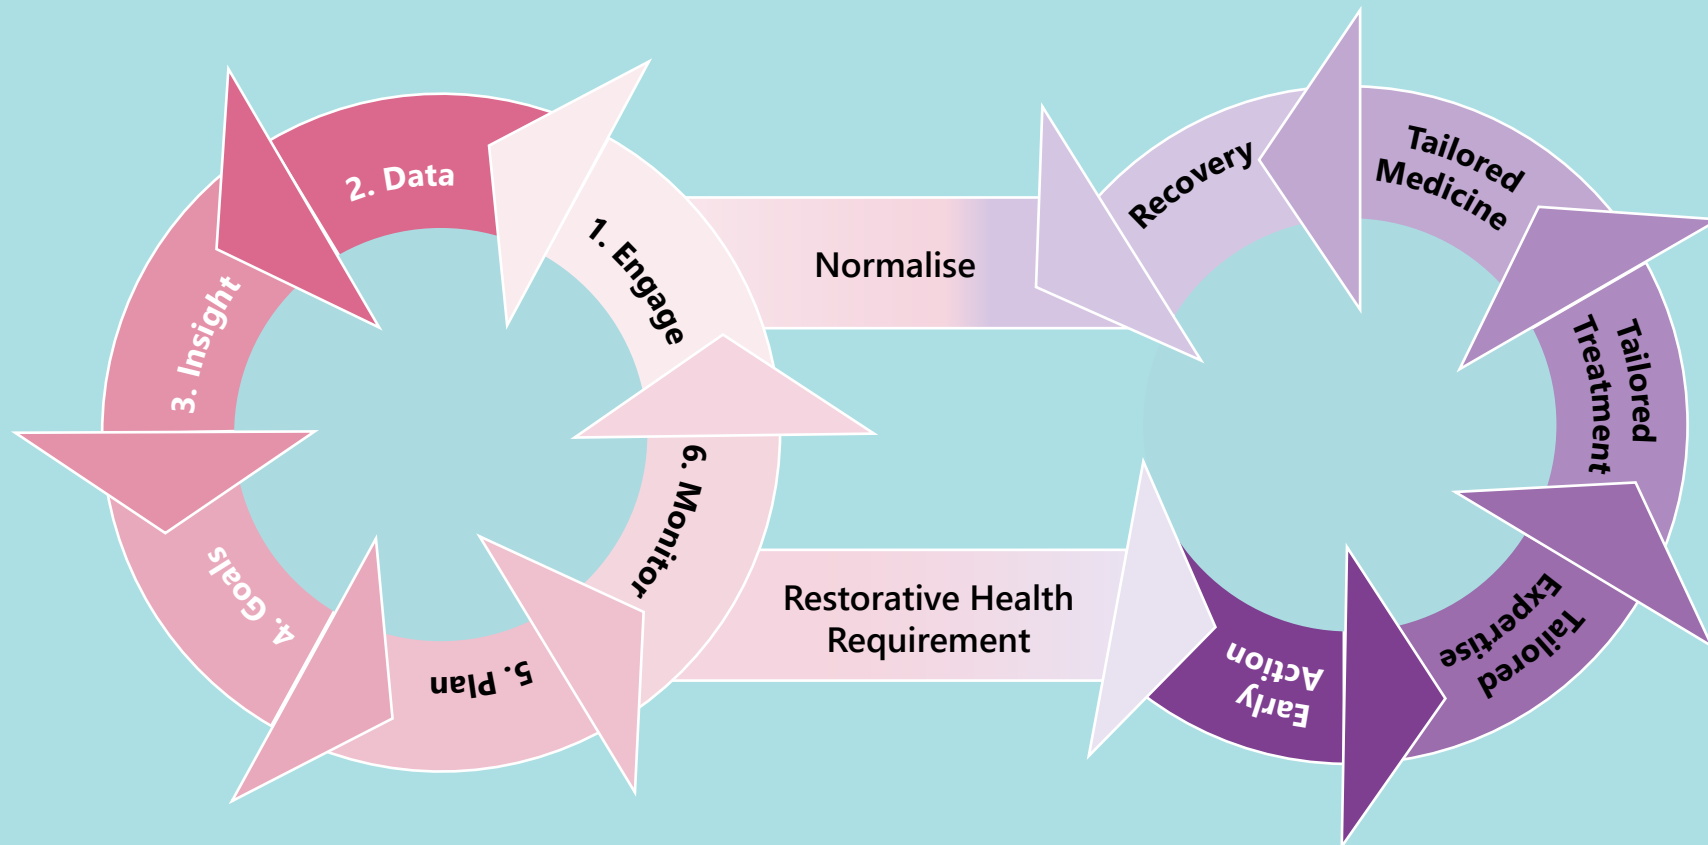 1. Engage
2. Data
3. Insight
4. Goals
5. Plan
6. Monitor
Normalise
Restorative Health
Requirement
Early
Action
Tailored
Expertise
Tailored
Treatment
Tailored
Medicine
Recovery